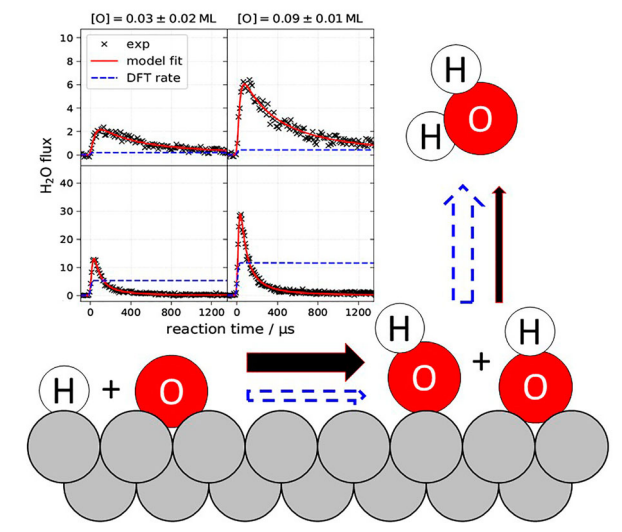 [O] = 0.03 ± 0.02 ML [O] = 0.09 ± 0.01 ML
10
8
6
4
2
0
exp
model fit
DFT rate
H₂O flux
40
30
20
10
0
0 400 800 1200 0 400 800 1200
reaction time / μs
H
O
H
H + O
H
O
+
H
O